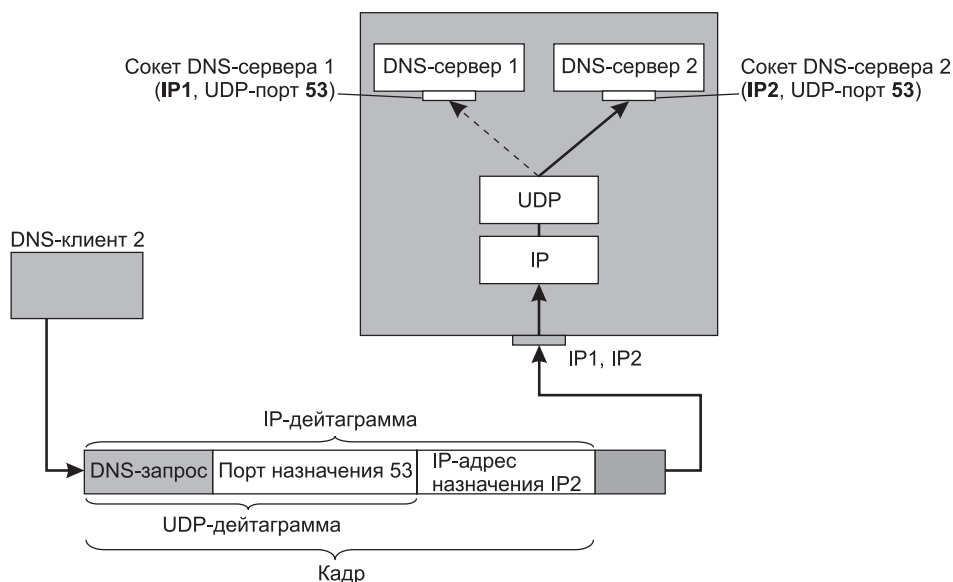 Сокет DNS-сервера 1
(IP1, UDP-порт 53)
DNS-сервер 1
DNS-сервер 2
Сокет DNS-сервера 2
(IP2, UDP-порт 53)
UDP
IP
DNS-клиент 2
IP1, IP2
IP-дейтаграмма
DNS-запрос
Порт назначения 53
IP-адрес
назначения IP2
UDP-дейтаграмма
Кадр